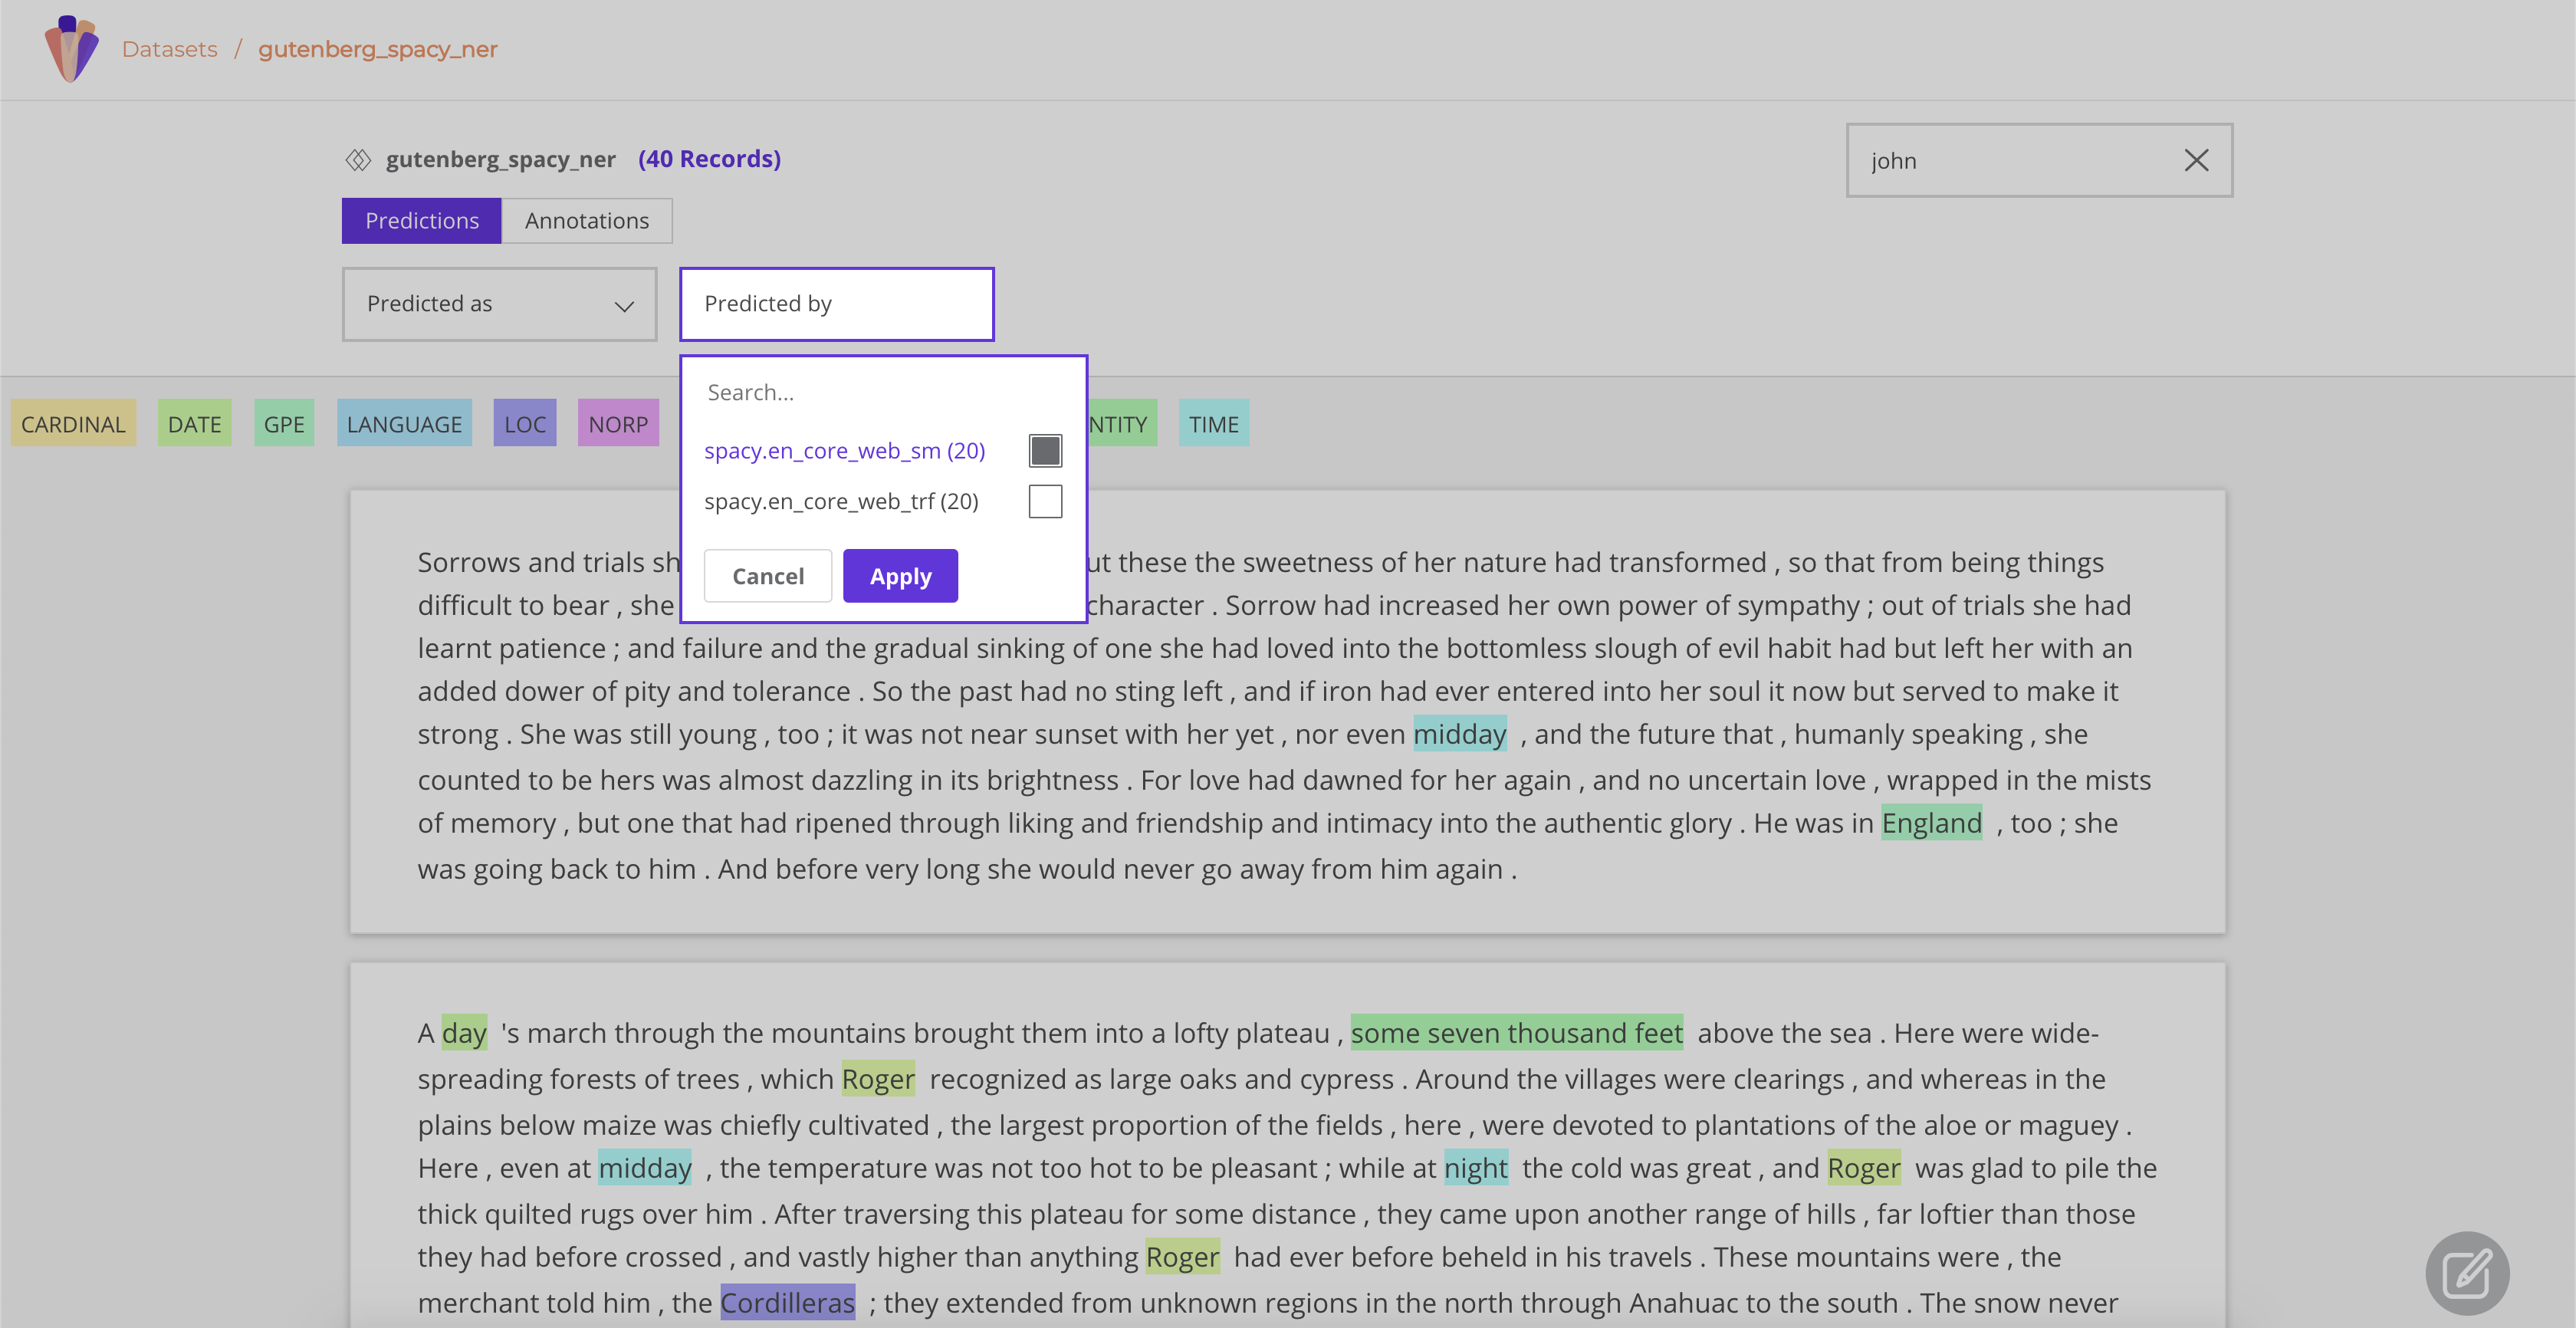 Datasets / gutenberg_spacy_ner
gutenberg_spacy_ner (40 Records)
john
Predictions Annotations
Predicted as
Predicted by
Search...
spacy.en_core_web_sm (20)
spacy.en_core_web_trf (20)
Cancel Apply
CARDINAL DATE GPE LANGUAGE LOC NORP NTITY TIME
Sorrows and trials sh ut these the sweetness of her nature had transformed , so that from being things
difficult to bear , she character . Sorrow had increased her own power of sympathy ; out of trials she had
learnt patience ; and failure and the gradual sinking of one she had loved into the bottomless slough of evil habit had but left her with an
added dower of pity and tolerance . So the past had no sting left , and if iron had ever entered into her soul it now but served to make it
strong . She was still young , too ; it was not near sunset with her yet , nor even midday , and the future that , humanly speaking , she
counted to be hers was almost dazzling in its brightness . For love had dawned for her again , and no uncertain love , wrapped in the mists
of memory , but one that had ripened through liking and friendship and intimacy into the authentic glory . He was in England , too ; she
was going back to him . And before very long she would never go away from him again .
A day 's march through the mountains brought them into a lofty plateau , some seven thousand feet above the sea . Here were wide-
spreading forests of trees , which Roger recognized as large oaks and cypress . Around the villages were clearings , and whereas in the
plains below maize was chiefly cultivated , the largest proportion of the fields , here , were devoted to plantations of the aloe or maguey .
Here , even at midday , the temperature was not too hot to be pleasant ; while at night the cold was great , and Roger was glad to pile the
thick quilted rugs over him . After traversing this plateau for some distance , they came upon another range of hills , far loftier than those
they had before crossed , and vastly higher than anything Roger had ever before beheld in his travels . These mountains were , the
merchant told him , the Cordilleras ; they extended from unknown regions in the north through Anahuac to the south . The snow never